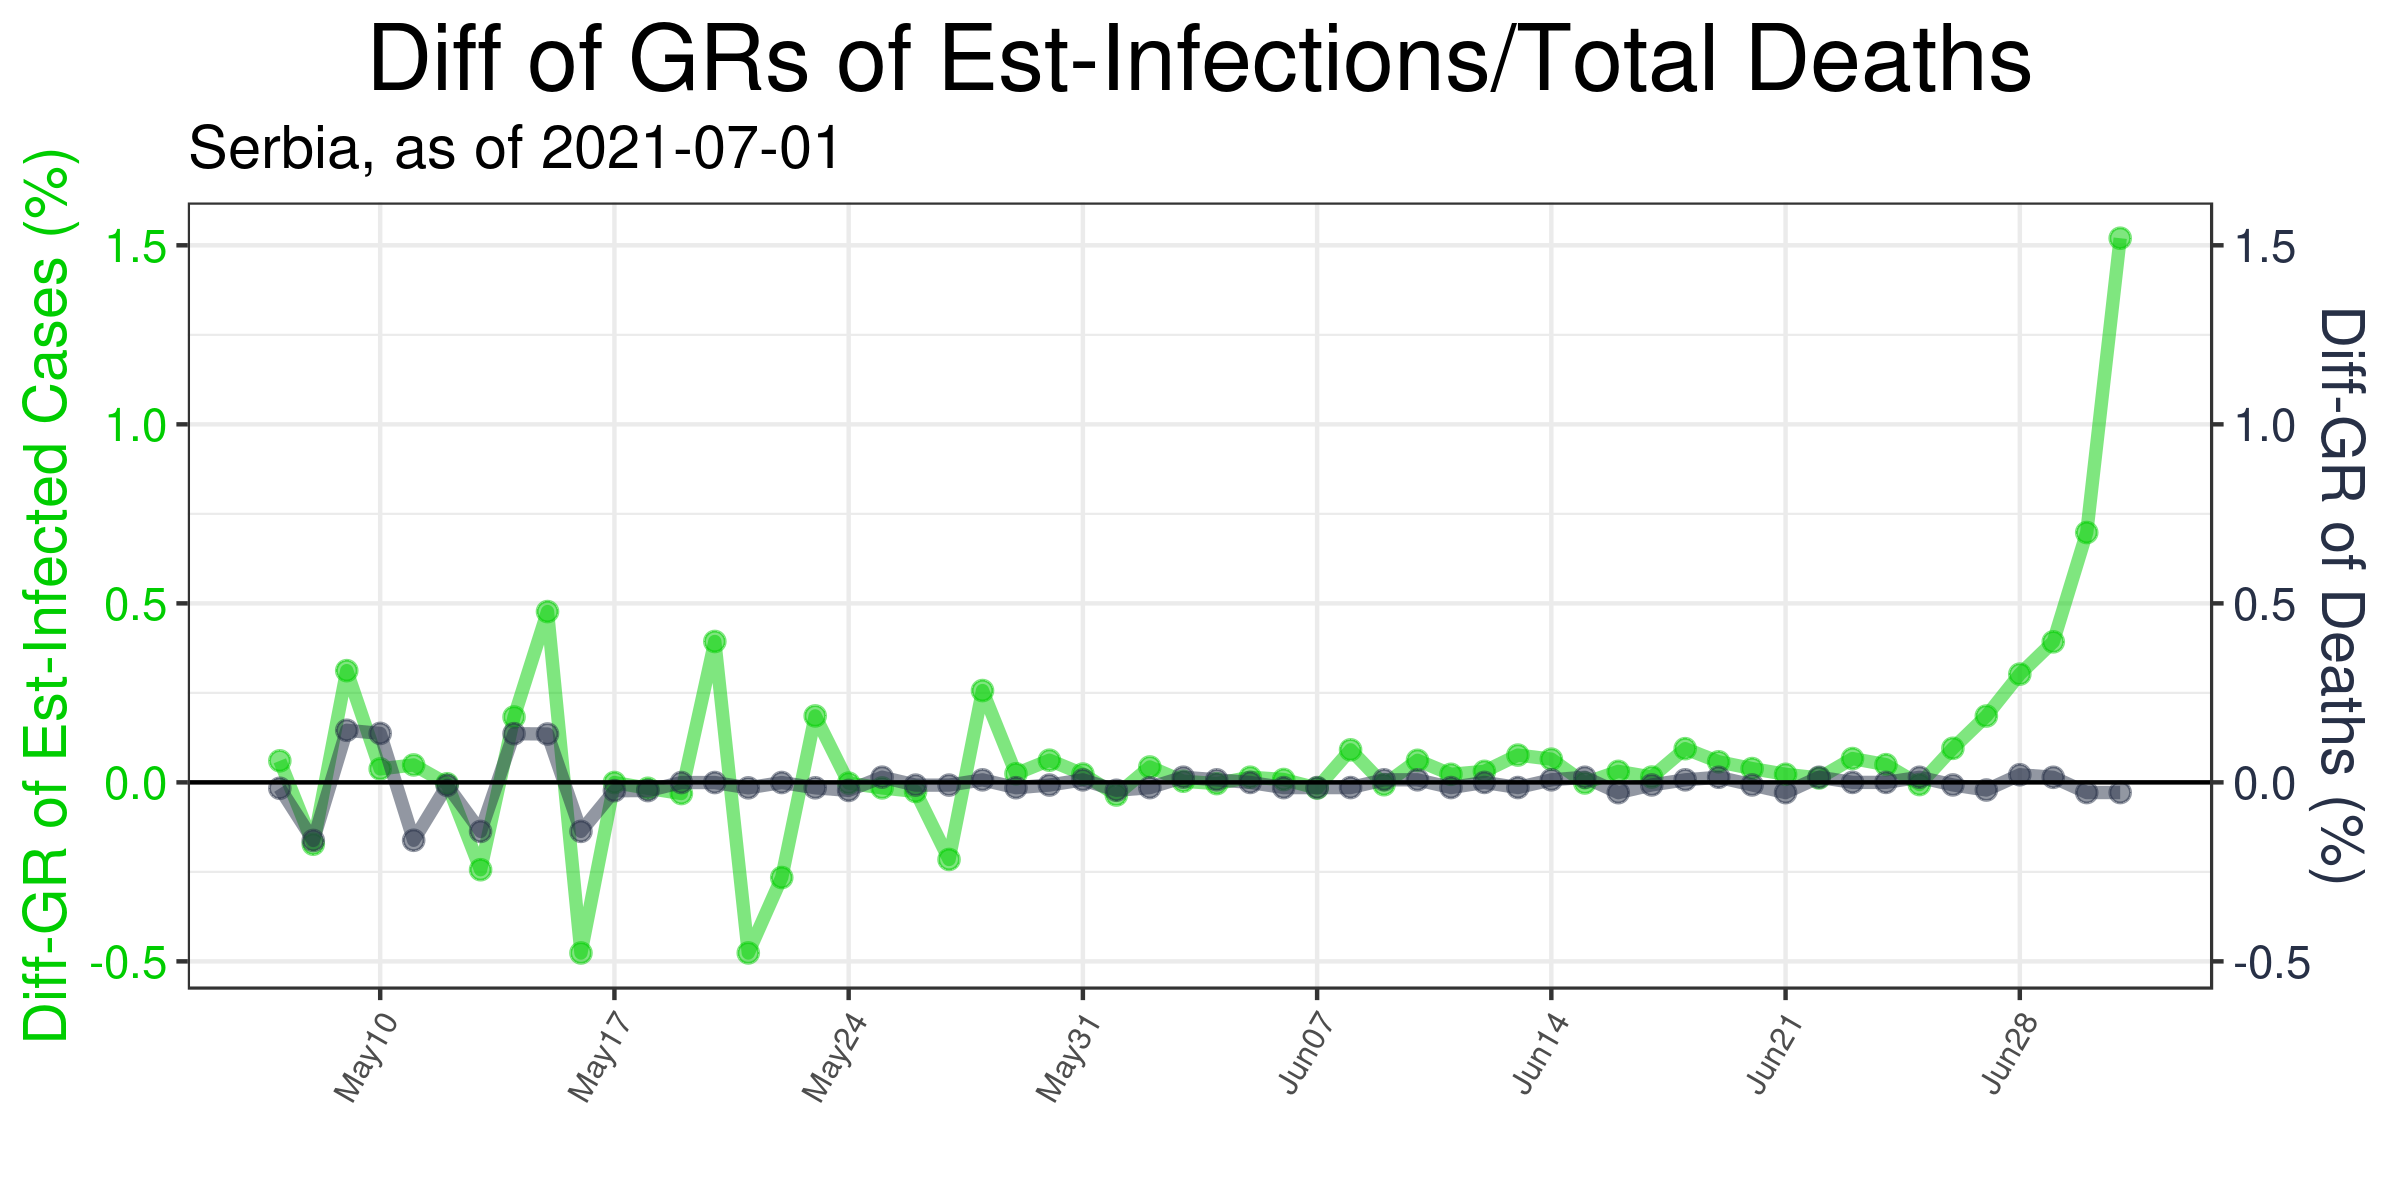 Diff of GRs of Est-Infections/Total Deaths
Serbia, as of 2021-07-01
Diff-GR of Est-Infected Cases (%)
1.5
1.0
0.5
0.0
-0.5
1.5
1.0
0.5
0.0
-0.5
Diff-GR of Deaths (%)
May10
May17
May24
May31
Jun07
Jun14
Jun21
Jun28